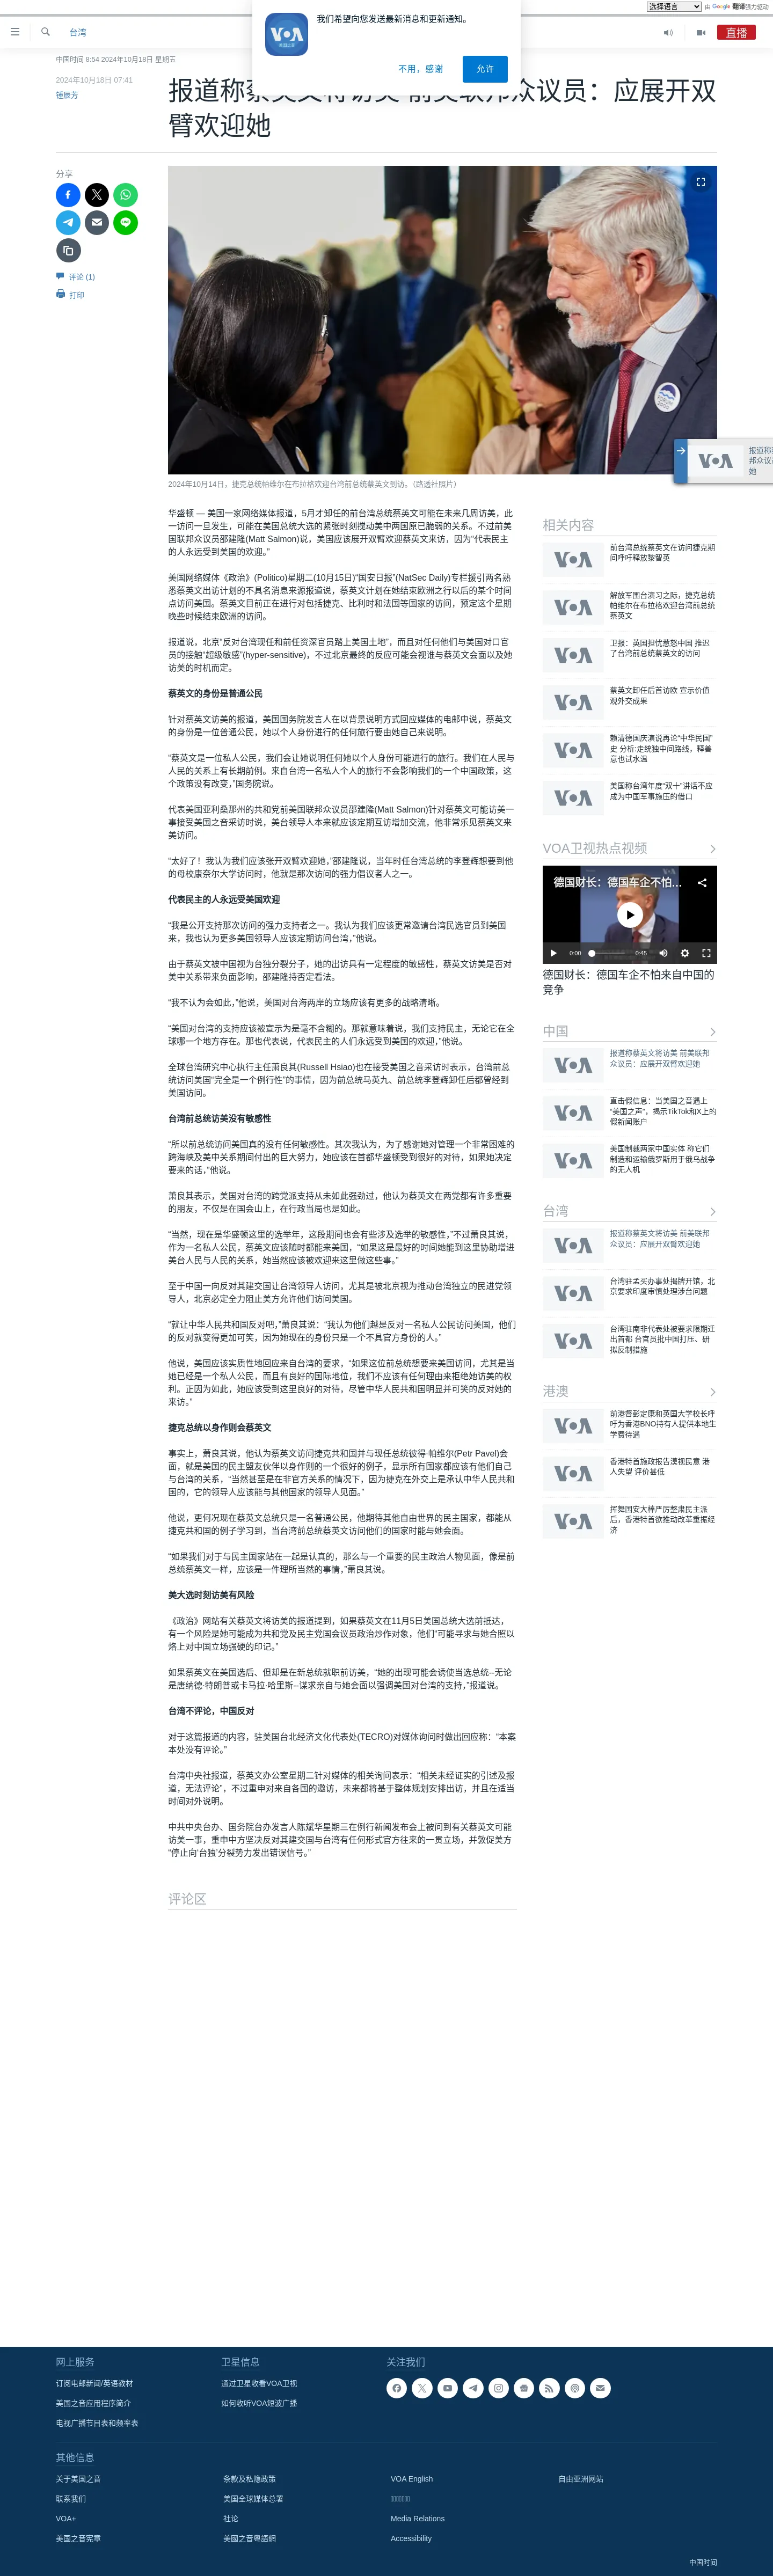 选择语言
由 Google 翻译强力驱动
我们希望向您发送最新消息和更新通知。
不用，感谢
允许
VOA
台湾
直播
中国时间 8:54 2024年10月18日 星期五
2024年10月18日 07:41
锺辰芳
报道称蔡英文将访美 前美联邦众议员：应展开双
臂欢迎她
分享
评论 (1)
打印
2024年10月14日，捷克总统帕维尔在布拉格欢迎台湾前总统蔡英文到访。（路透社照片）
报道称
邦众议
她
华盛顿 — 美国一家网络媒体报道，5月才卸任的前台湾总统蔡英文可能在未来几周访美，此
一访问一旦发生，可能在美国总统大选的紧张时刻搅动美中两国原已脆弱的关系。不过前美
国联邦众议员邵建隆(Matt Salmon)说，美国应该展开双臂欢迎蔡英文来访，因为“代表民主
的人永远受到美国的欢迎。”
美国网络媒体《政治》(Politico)星期二(10月15日)“国安日报”(NatSec Daily)专栏援引两名熟
悉蔡英文出访计划的不具名消息来源报道说，蔡英文计划在她结束欧洲之行以后的某个时间
点访问美国。蔡英文目前正在进行对包括捷克、比利时和法国等国家的访问，预定这个星期
晚些时候结束欧洲的访问。
报道说，北京“反对台湾现任和前任资深官员踏上美国土地”，而且对任何他们与美国对口官
员的接触“超级敏感”(hyper-sensitive)，不过北京最终的反应可能会视谁与蔡英文会面以及她
访美的时机而定。
蔡英文的身份是普通公民
针对蔡英文访美的报道，美国国务院发言人在以背景说明方式回应媒体的电邮中说，蔡英文
的身份是一位普通公民，她以个人身份进行的任何旅行要由她自己来说明。
“蔡英文是一位私人公民，我们会让她说明任何她以个人身份可能进行的旅行。我们在人民与
人民的关系上有长期前例。来自台湾一名私人个人的旅行不会影响我们的一个中国政策，这
个政策没有改变，”国务院说。
代表美国亚利桑那州的共和党前美国联邦众议员邵建隆(Matt Salmon)针对蔡英文可能访美一
事接受美国之音采访时说，美台领导人本来就应该定期互访增加交流，他非常乐见蔡英文来
美访问。
“太好了！我认为我们应该张开双臂欢迎她，”邵建隆说，当年时任台湾总统的李登辉想要到他
的母校康奈尔大学访问时，他就是那次访问的强力倡议者人之一。
代表民主的人永远受美国欢迎
“我是公开支持那次访问的强力支持者之一。我认为我们应该更常邀请台湾民选官员到美国
来，我也认为更多美国领导人应该定期访问台湾，”他说。
由于蔡英文被中国视为台独分裂分子，她的出访具有一定程度的敏感性，蔡英文访美是否对
美中关系带来负面影响，邵建隆持否定看法。
“我不认为会如此，”他说，美国对台海两岸的立场应该有更多的战略清晰。
“美国对台湾的支持应该被宣示为是毫不含糊的。那就意味着说，我们支持民主，无论它在全
球哪一个地方存在。那也代表说，代表民主的人们永远受到美国的欢迎，”他说。
全球台湾研究中心执行主任萧良其(Russell Hsiao)也在接受美国之音采访时表示，台湾前总
统访问美国“完全是一个例行性”的事情，因为前总统马英九、前总统李登辉卸任后都曾经到
美国访问。
台湾前总统访美没有敏感性
“所以前总统访问美国真的没有任何敏感性。其次我认为，为了感谢她对管理一个非常困难的
跨海峡及美中关系期间付出的巨大努力，她应该在首都华盛顿受到很好的对待，如果她决定
要来的话，”他说。
萧良其表示，美国对台湾的跨党派支持从未如此强劲过，他认为蔡英文在两党都有许多重要
的朋友，不仅是在国会山上，在行政当局也是如此。
“当然，现在是华盛顿这里的选举年，这段期间也会有些涉及选举的敏感性，”不过萧良其说，
作为一名私人公民，蔡英文应该随时都能来美国，“如果这是最好的时间她能到这里协助增进
美台人民与人民的关系，她当然应该被欢迎来这里做这些事。”
至于中国一向反对其建交国让台湾领导人访问，尤其是被北京视为推动台湾独立的民进党领
导人，北京必定全力阻止美方允许他们访问美国。
“就让中华人民共和国反对吧，”萧良其说：“我认为他们越是反对一名私人公民访问美国，他们
的反对就变得更加可笑，因为她现在的身份只是一个不具官方身份的人。”
他说，美国应该实质性地回应来自台湾的要求，“如果这位前总统想要来美国访问，尤其是当
她已经是一个私人公民，而且有良好的国际地位，我们不应该有任何理由来拒绝她访美的权
利。正因为如此，她应该受到这里良好的对待，尽管中华人民共和国明显并可笑的反对她的
来访。”
捷克总统以身作则会蔡英文
事实上，萧良其说，他认为蔡英文访问捷克共和国并与现任总统彼得·帕维尔(Petr Pavel)会
面，就是美国的民主盟友伙伴以身作则的一个很好的例子，显示所有国家都应该有他们自己
与台湾的关系，“当然甚至是在非官方关系的情况下，因为捷克在外交上是承认中华人民共和
国的，它的领导人应该能与其他国家的领导人见面。”
他说，更何况现在蔡英文总统只是一名普通公民，他期待其他自由世界的民主国家，都能从
捷克共和国的例子学习到，当台湾前总统蔡英文访问他们的国家时能与她会面。
“如果我们对于与民主国家站在一起是认真的，那么与一个重要的民主政治人物见面，像是前
总统蔡英文一样，应该是一件理所当然的事情，”萧良其说。
美大选时刻访美有风险
《政治》网站有关蔡英文将访美的报道提到，如果蔡英文在11月5日美国总统大选前抵达，
有一个风险是她可能成为共和党及民主党国会议员政治炒作对象，他们“可能寻求与她合照以
烙上对中国立场强硬的印记。”
如果蔡英文在美国选后、但却是在新总统就职前访美，“她的出现可能会诱使当选总统--无论
是唐纳德·特朗普或卡马拉·哈里斯--谋求亲自与她会面以强调美国对台湾的支持，”报道说。
台湾不评论，中国反对
对于这篇报道的内容，驻美国台北经济文化代表处(TECRO)对媒体询问时做出回应称：“本案
本处没有评论。”
台湾中央社报道，蔡英文办公室星期二针对媒体的相关询问表示：“相关未经证实的引述及报
道，无法评论”，不过重申对来自各国的邀访，未来都将基于整体规划安排出访，并且在适当
时间对外说明。
中共中央台办、国务院台办发言人陈斌华星期三在例行新闻发布会上被问到有关蔡英文可能
访美一事，重申中方坚决反对其建交国与台湾有任何形式官方往来的一贯立场，并敦促美方
“停止向‘台独’分裂势力发出错误信号。”
评论区
相关内容
前台湾总统蔡英文在访问捷克期
间呼吁释放黎智英
解放军围台演习之际，捷克总统
帕维尔在布拉格欢迎台湾前总统
蔡英文
卫报：英国担忧惹怒中国 推迟
了台湾前总统蔡英文的访问
蔡英文卸任后首访欧 宣示价值
观外交成果
赖清德国庆演说再论“中华民国”
史 分析:走统独中间路线，释善
意也试水温
美国称台湾年度“双十”讲话不应
成为中国军事施压的借口
VOA卫视热点视频
德国财长：德国车企不怕...
0:00
0:45
德国财长：德国车企不怕来自中国的
竞争
中国
报道称蔡英文将访美 前美联邦
众议员：应展开双臂欢迎她
直击假信息：当美国之音遇上
“美国之声”，揭示TikTok和X上的
假新闻账户
美国制裁两家中国实体 称它们
制造和运输俄罗斯用于俄乌战争
的无人机
台湾
报道称蔡英文将访美 前美联邦
众议员：应展开双臂欢迎她
台湾驻孟买办事处揭牌开馆，北
京要求印度审慎处理涉台问题
台湾驻南非代表处被要求限期迁
出首都 台官员批中国打压、研
拟反制措施
港澳
前港督彭定康和英国大学校长呼
吁为香港BNO持有人提供本地生
学费待遇
香港特首施政报告漠视民意 港
人失望 评价甚低
挥舞国安大棒严厉整肃民主派
后，香港特首欲推动改革重振经
济
网上服务
订阅电邮新闻/英语教材
美国之音应用程序简介
电视广播节目表和频率表
卫星信息
通过卫星收看VOA卫视
如何收听VOA短波广播
关注我们
其他信息
关于美国之音
联系我们
VOA+
美国之音宪章
条款及私隐政策
美国全球媒体总署
社论
美國之音粵語網
VOA English
Media Relations
Accessibility
自由亚洲网站
中国时间